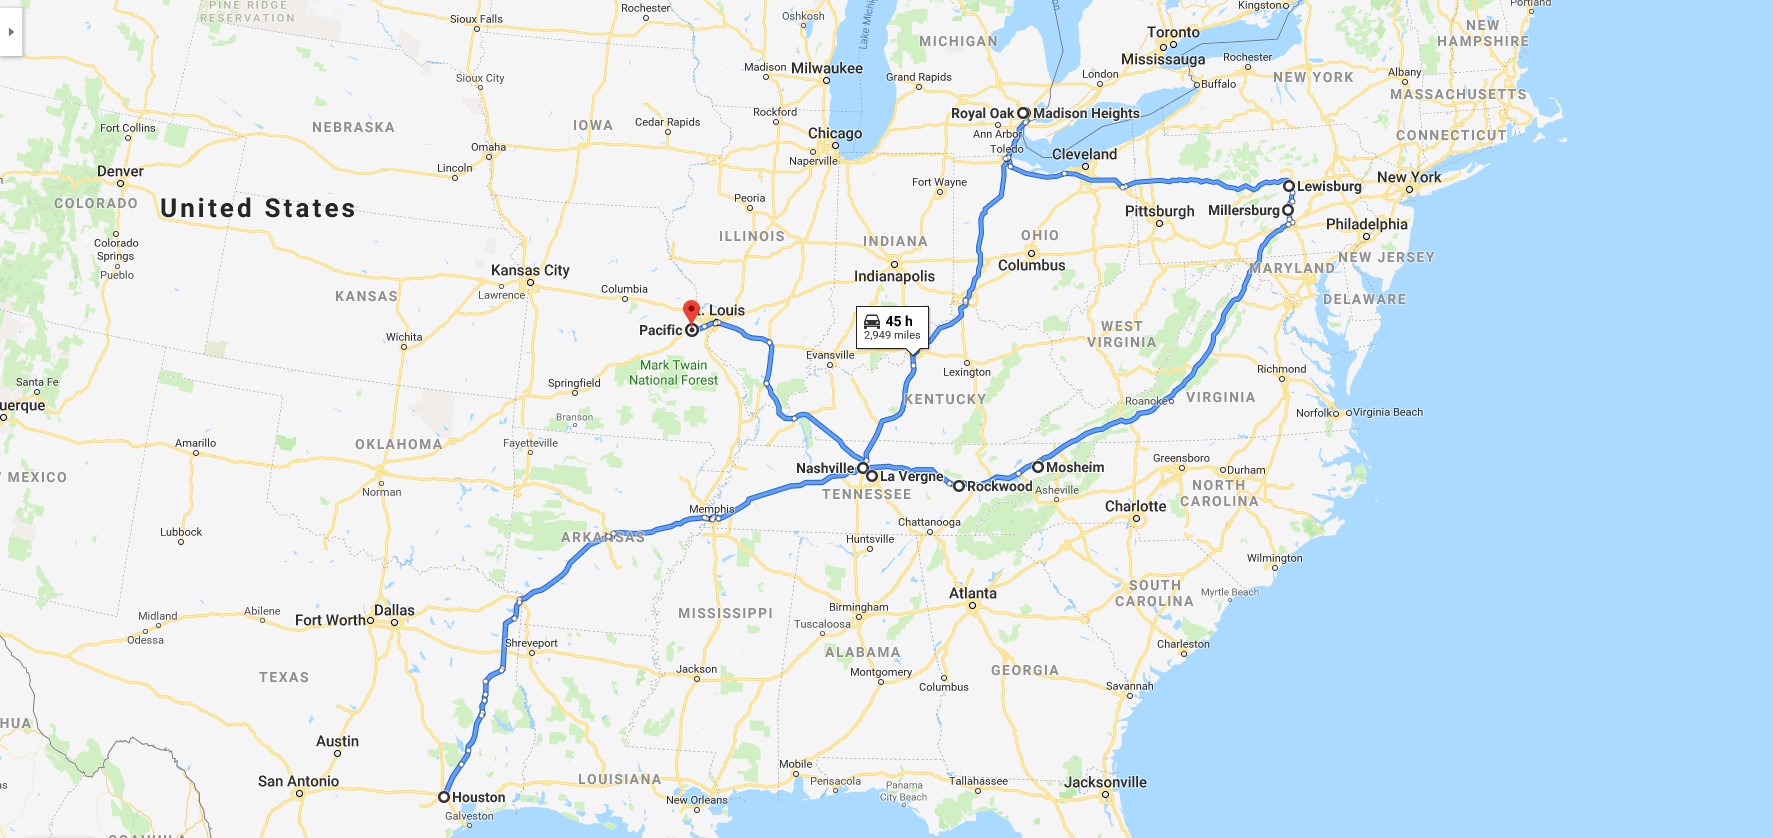 PINE RIDGE
RESERVATION
Sioux Falls
Rochester
Oshkosh
Lake Mich
Kingston
Portland
NEW
HAMPSHIRE
Toronto
Mississauga
MICHIGAN
Madison
Milwaukee
Grand Rapids
London
Rochester
Buffalo
NEW YORK
Albany
MASSACHUSETTS
Sioux City
Fort Collins
NEBRASKA
IOWA
Cedar Rapids
Rockford
Chicago
Naperville
Royal Oak
Madison Heights
Ann Arbor
Toledo
Cleveland
CONNECTICUT
Omaha
Lincoln
Denver
COLORADO
United States
Peoria
Fort Wayne
Lewisburg
New York
Millersburg
Pittsburgh
Philadelphia
ILLINOIS
INDIANA
OHIO
Indianapolis
Columbus
MARYLAND
NEW JERSEY
DELAWARE
Colorado
Springs
Pueblo
Kansas City
Lawrence
KANSAS
Columbia
. Louis
Pacific
45 h
2,949 miles
WEST
VIRGINIA
Wichita
Evansville
Lexington
Richmond
Mark Twain
National Forest
Santa Fe
uerque
Springfield
Branson
KENTUCKY
Roanoke
VIRGINIA
Norfolk
Virginia Beach
Amarillo
OKLAHOMA
Fayetteville
MEXICO
Norman
Nashville
La Vergne
Rockwood
Mosheim
Greensboro
Durham
TENNESSEE
Asheville
NORTH
CAROLINA
Charlotte
Lubbock
Memphis
ARKANSAS
Chattanooga
Huntsville
Wilmington
Atlanta
SOUTH
CAROLINA
Myrtle Beach
Midland
Odessa
Abilene
Fort Worth
Dallas
MISSISSIPPI
Birmingham
Tuscaloosa
Shreveport
ALABAMA
Charleston
TEXAS
Jackson
Montgomery
Columbus
GEORGIA
Savannah
HUA
Austin
San Antonio
LOUISIANA
Mobile
Pensacola
Panama
City Beach
Tallahassee
Jacksonville
Houston
Galveston
New Orleans